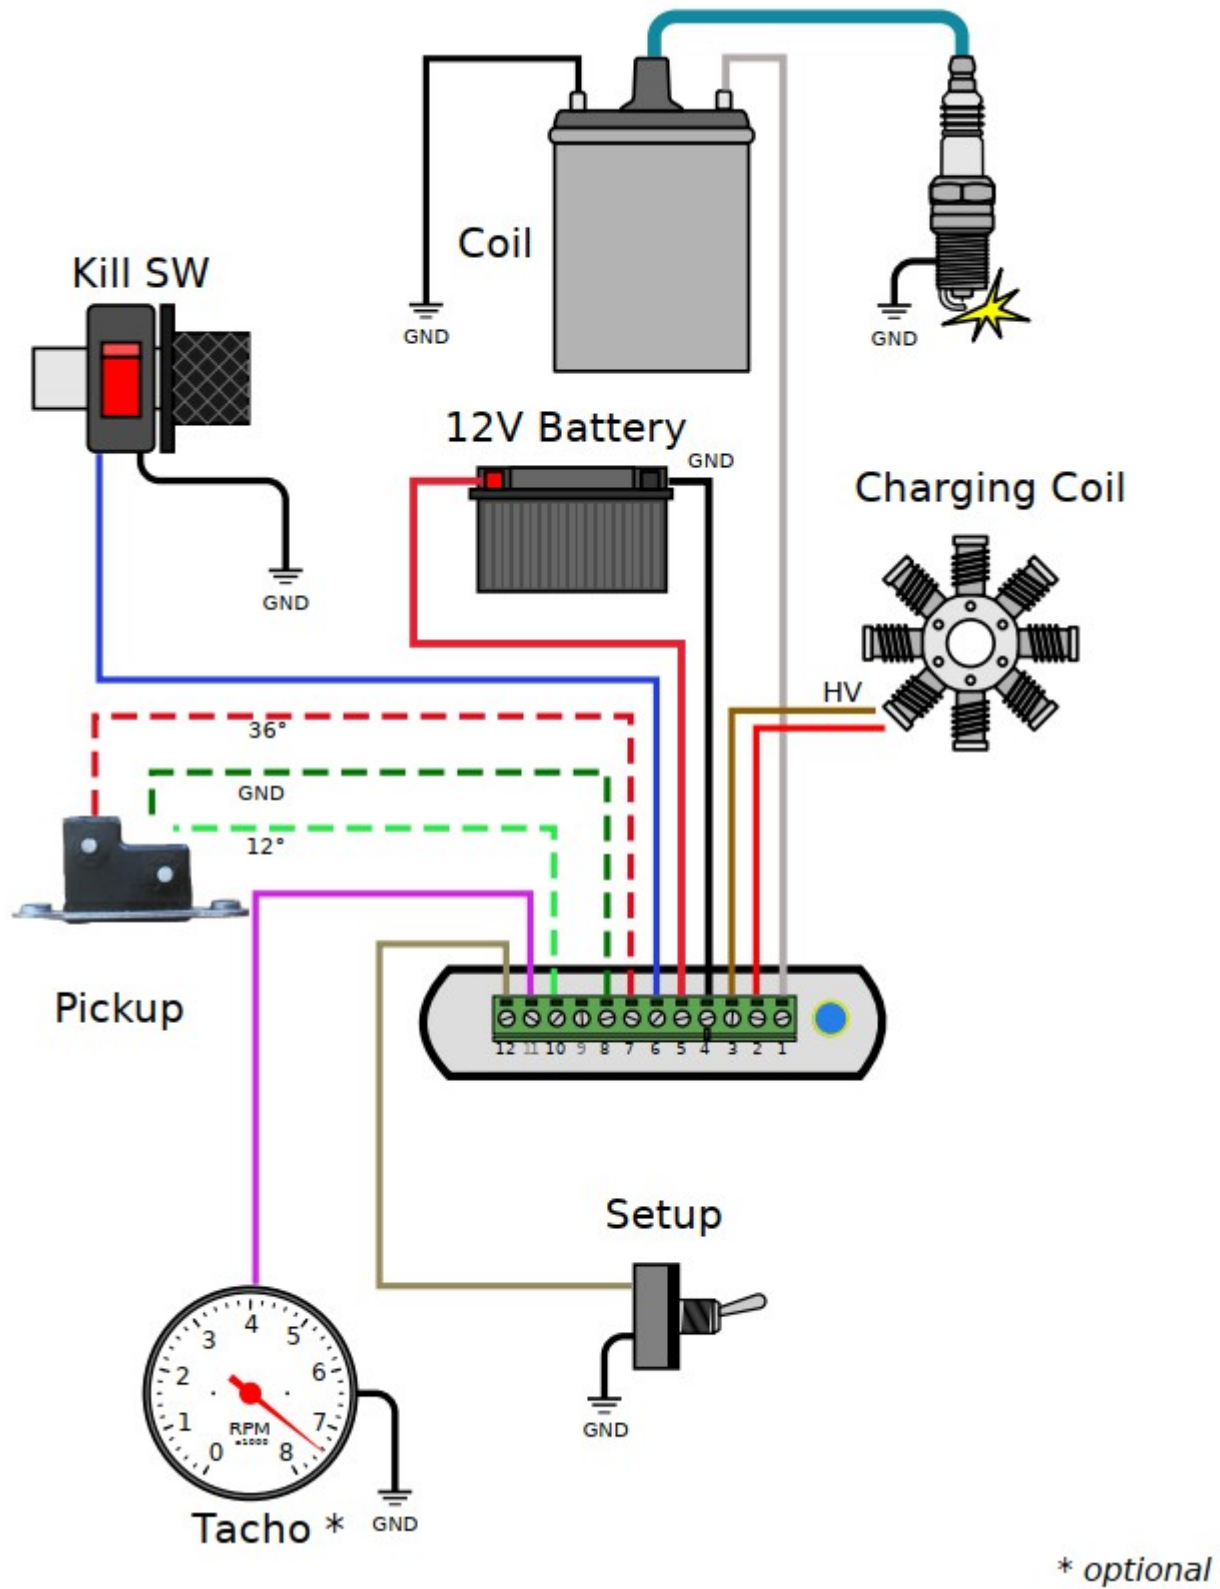 Coil
GND
GND
Kill SW
GND
12V Battery
GND
Charging Coil
HV
36°
GND
12°
Pickup
12 11 10 9 8 7 6 5 4 3 2 1
Setup
GND
0 1 2 3 4 5 6 7 8
RPM
x1000
Tacho *
GND
* optional